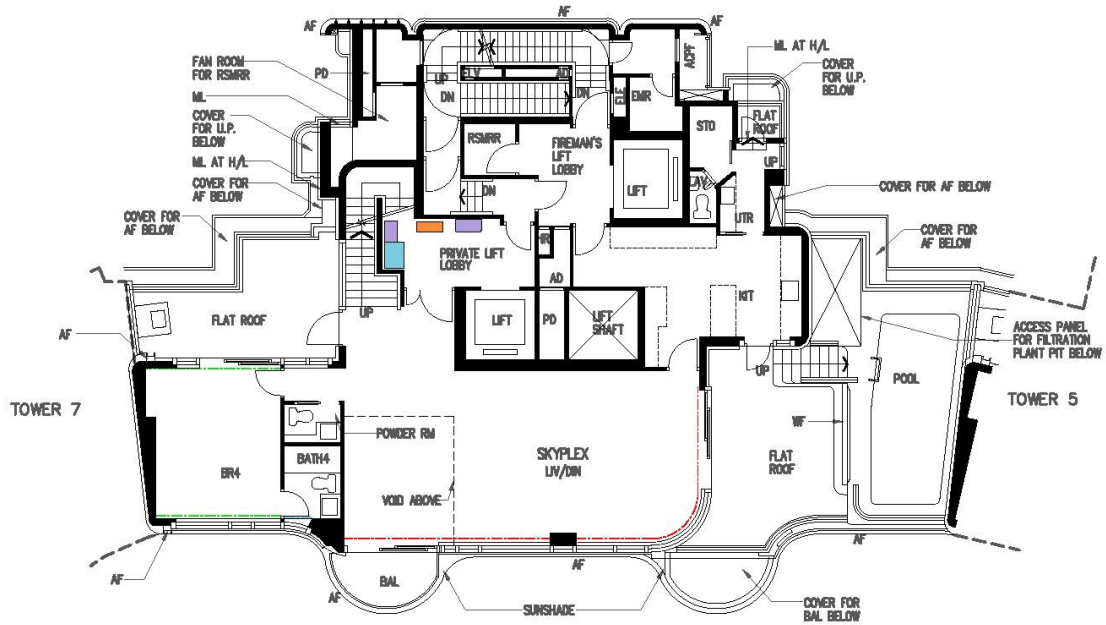 AF
AF
AF
FAN ROOM
FOR RSMRR
PD
ML
COVER
FOR U.P.
BELOW
ML AT H/L
COVER FOR
AF BELOW
COVER FOR
AF BELOW
UP
ELV
AD
DN
DN
RSMRR
DN
FIREMAN'S
LIFT
LOBBY
ELE
EMR
ACPF
ML AT H/L
COVER
FOR U.P.
BELOW
STO
FLAT
ROOF
UP
LIFT
LAV
UTR
COVER FOR AF BELOW
COVER FOR
AF BELOW
PRIVATE LIFT
LOBBY
HR
AD
KIT
FLAT ROOF
UP
LIFT
PD
LIFT
SHAFT
AF
ACCESS PANEL
FOR FILTRATION
PLANT PIT BELOW
UP
POOL
TOWER 7
TOWER 5
POWDER RM
WF
BATH4
BR4
SKYPLEX
LIV/DIN
FLAT
ROOF
VOID ABOVE
AF
AF
AF
BAL
AF
SUNSHADE
COVER FOR
BAL BELOW